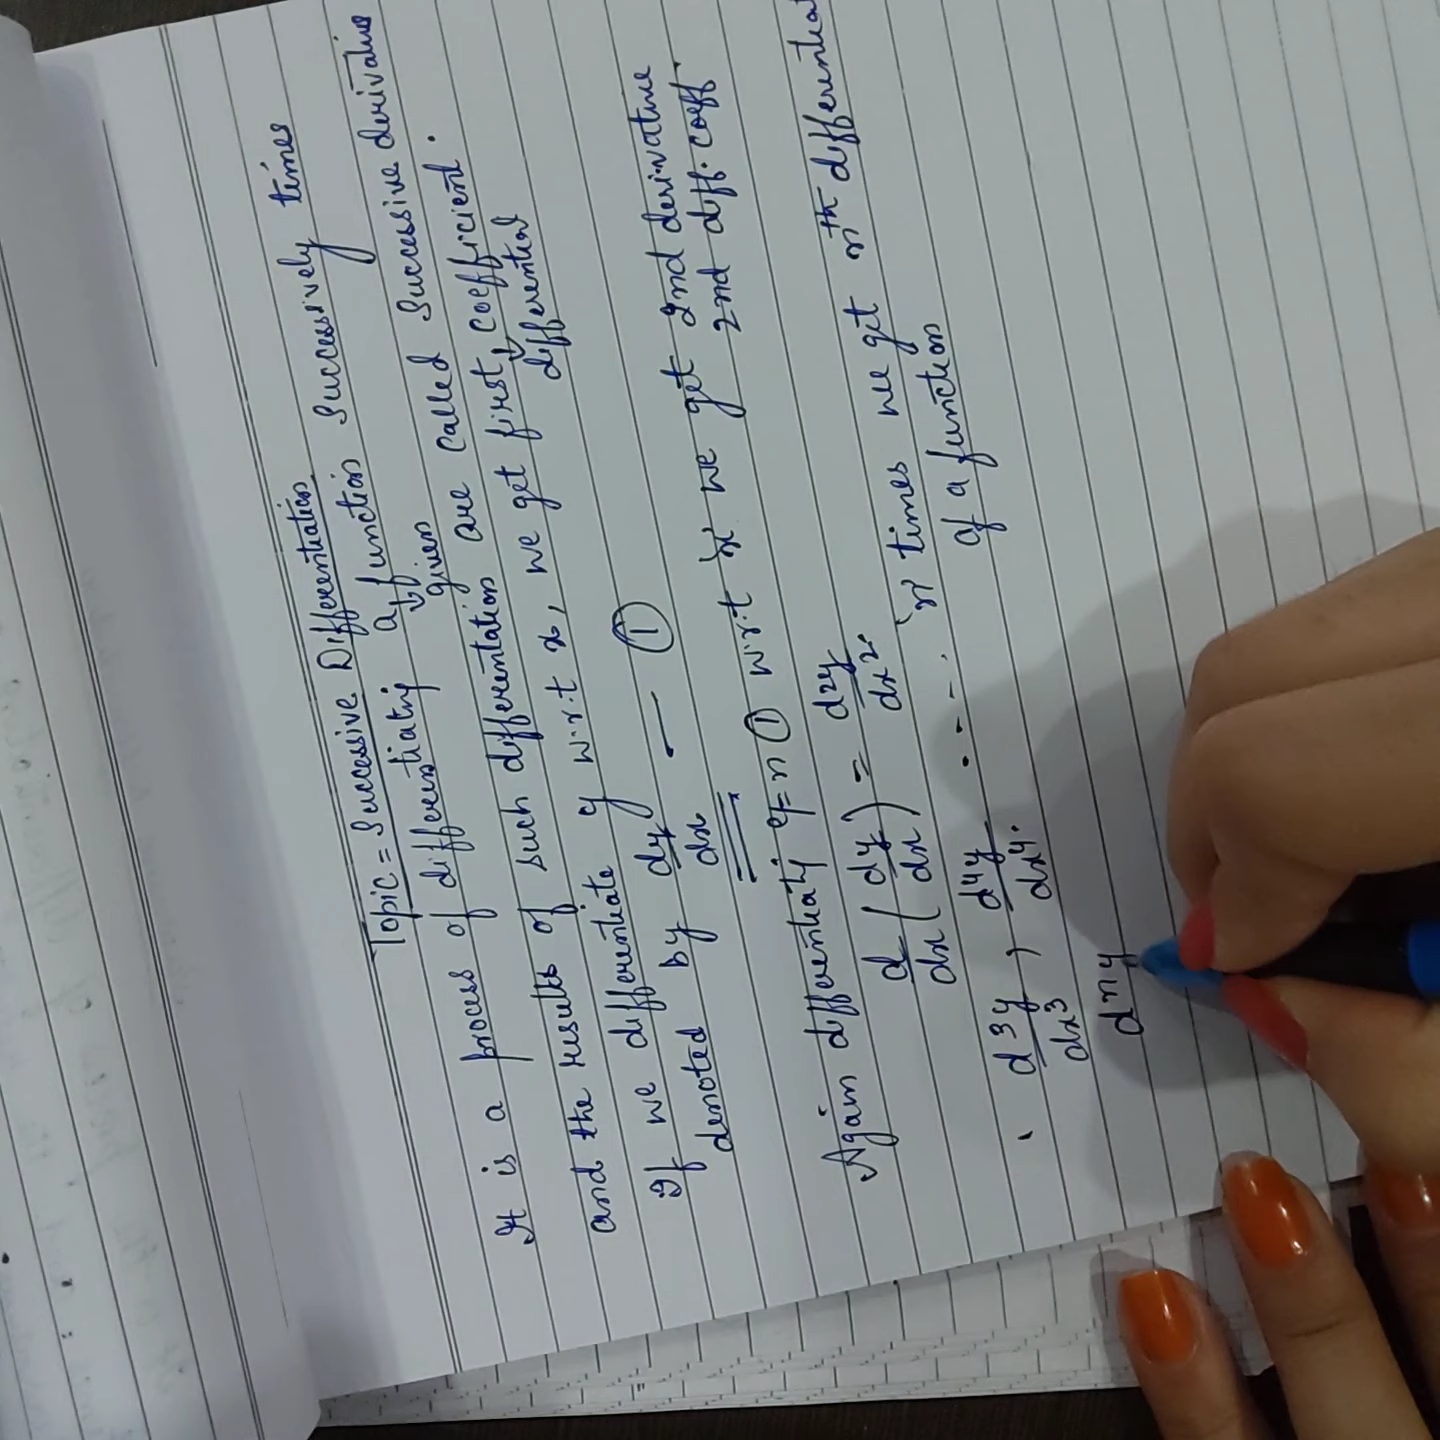 Topic = Successive Differentiation
It is a process of differentiatiy a function Successively times
given
and the results of such differentiation are called Successive derivative
If we differentiate y w.r.t x, we get first coefficient.
differential
denoted by dy/dx — ①
Again differentiatiy eqn ① w.r.t 'x' we get 2nd derivative
2nd diff. coeff.
d/dx (dy/dx) = d2y/dx2.
d3y/dx3, d4y/dx4. . - - . 'n' times we get nth differential
of a function
dny